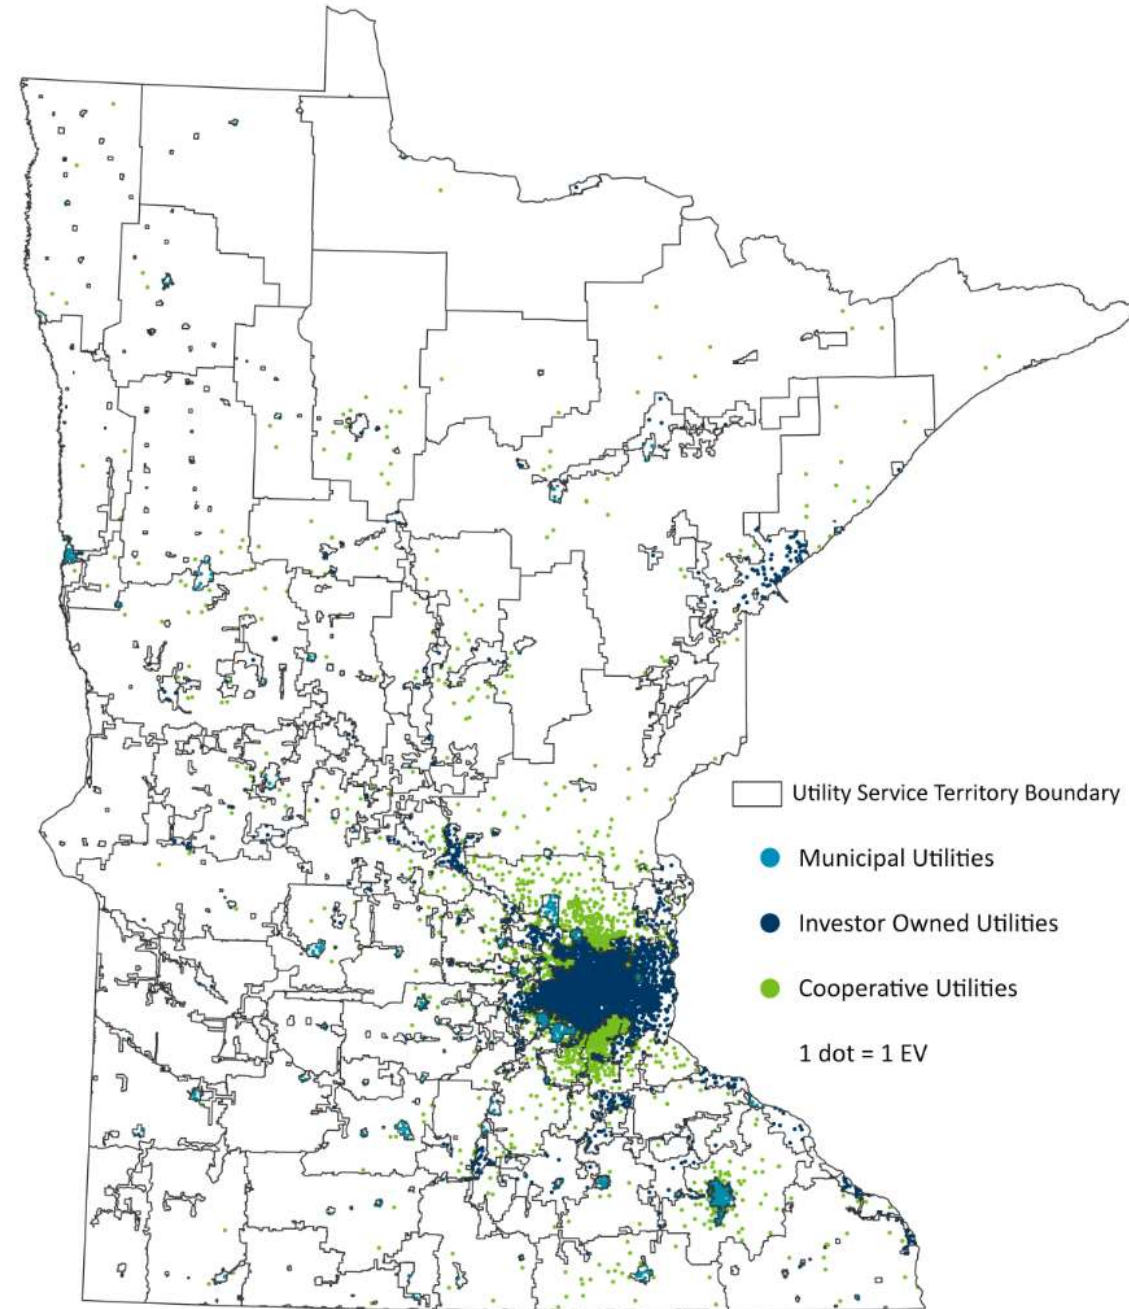 Utility Service Territory Boundary
Municipal Utilities
Investor Owned Utilities
Cooperative Utilities
1 dot = 1 EV